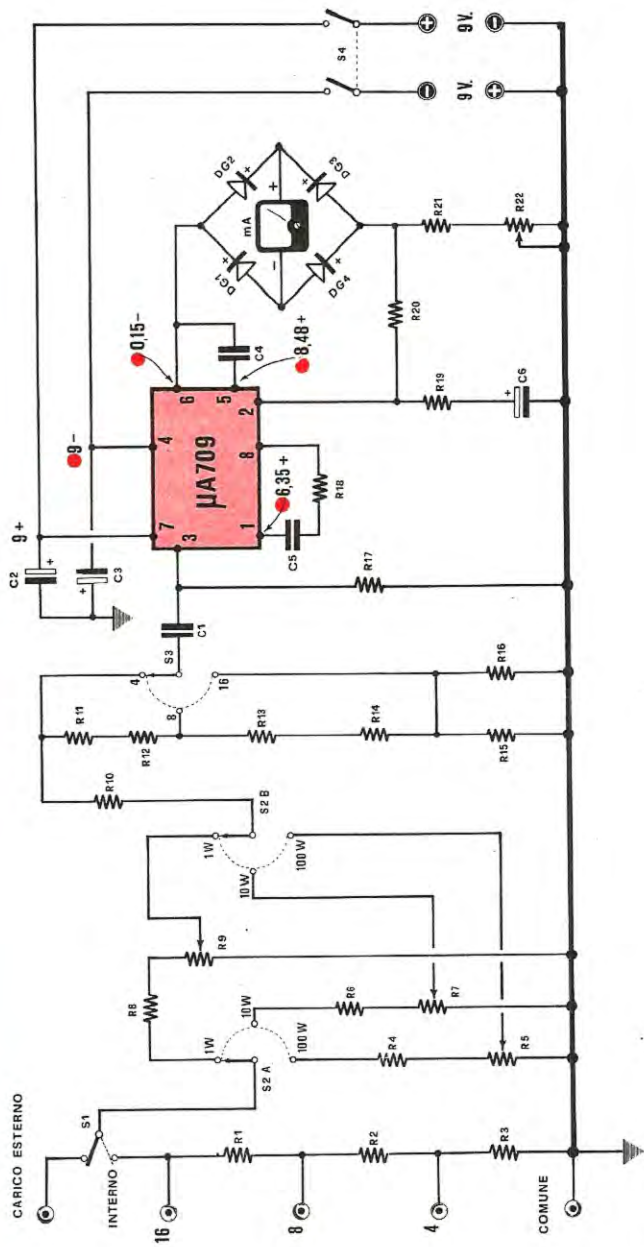 CARICO ESTERNO
S1
INTERNO
16
R1
8
R2
4
R3
COMUNE
S2A
1W
10W
100W
R8
R9
R6
R7
R4
R5
1W
10W
100W
S2B
R10
R11
R12
R13
R14
R15
R16
4
8
16
S3
C1
R17
C2
C3
9+
9-
µA709
7
4
3
6
5
2
1
8
0,15-
8,48+
6,35+
C4
C5
R18
R19
R20
C6
DG1
DG2
DG3
DG4
mA
-
+
R21
R22
S4
-
9V.
+
+
9V.
-